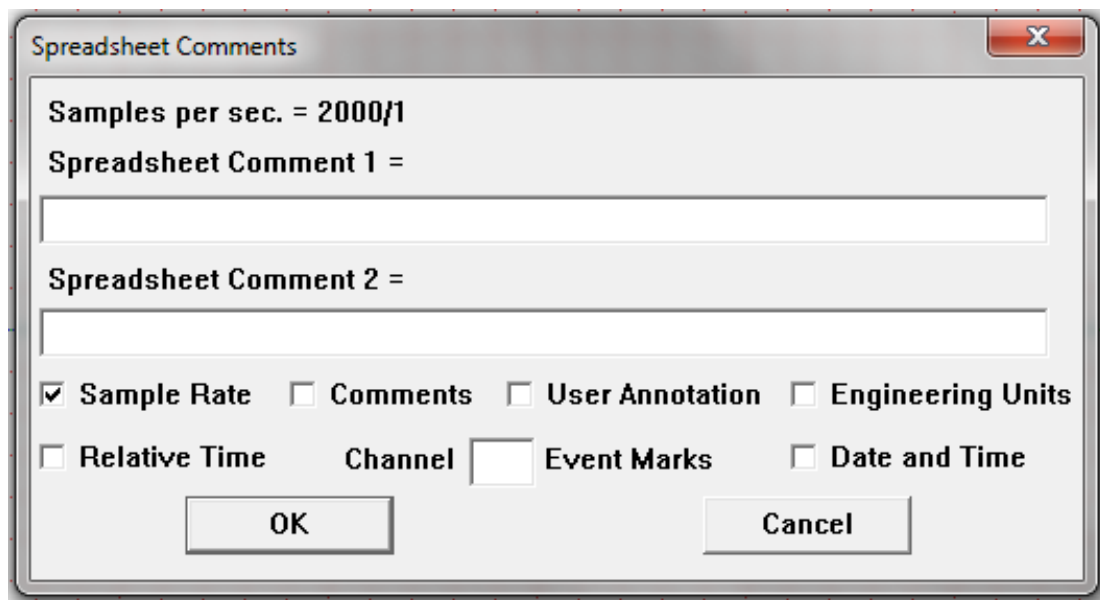 Spreadsheet Comments
Samples per sec. = 2000/1
Spreadsheet Comment 1 =
Spreadsheet Comment 2 =
Sample Rate Comments User Annotation Engineering Units
Relative Time Channel Event Marks Date and Time
OK Cancel